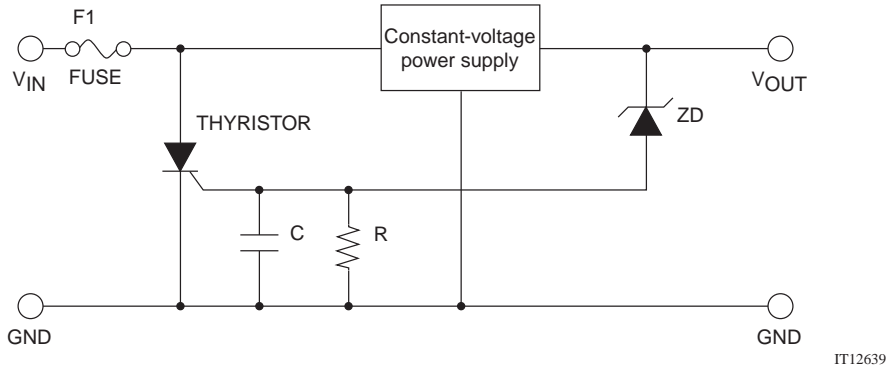 F1
VIN
FUSE
Constant-voltage
power supply
VOUT
THYRISTOR
ZD
C
R
GND
GND
IT12639